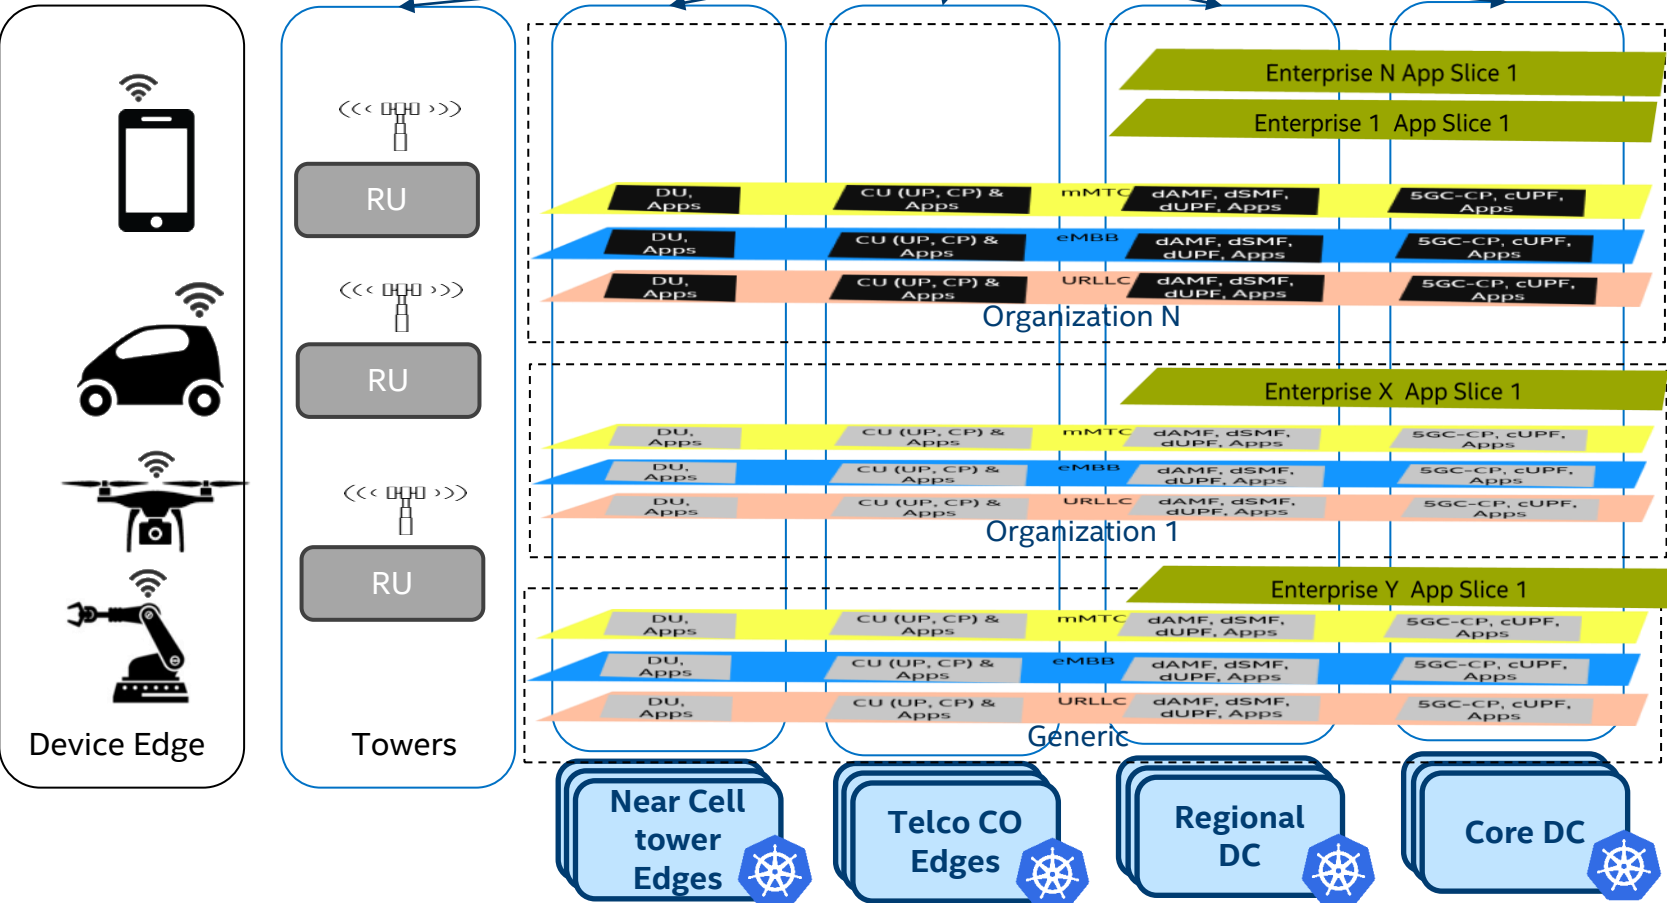 Enterprise N App Slice 1
Enterprise 1 App Slice 1
RU
DU,
Apps
CU (UP, CP) &
Apps
mMTC
dAMF, dSMF,
dUPF, Apps
5GC-CP, cUPF,
Apps
DU,
Apps
CU (UP, CP) &
Apps
eMBB
dAMF, dSMF,
dUPF, Apps
5GC-CP, cUPF,
Apps
DU,
Apps
CU (UP, CP) &
Apps
URLLC
dAMF, dSMF,
dUPF, Apps
5GC-CP, cUPF,
Apps
Organization N
RU
Enterprise X App Slice 1
DU,
Apps
CU (UP, CP) &
Apps
mMTC
dAMF, dSMF,
dUPF, Apps
5GC-CP, cUPF,
Apps
DU,
Apps
CU (UP, CP) &
Apps
eMBB
dAMF, dSMF,
dUPF, Apps
5GC-CP, cUPF,
Apps
DU,
Apps
CU (UP, CP) &
Apps
URLLC
dAMF, dSMF,
dUPF, Apps
5GC-CP, cUPF,
Apps
Organization 1
RU
Enterprise Y App Slice 1
DU,
Apps
CU (UP, CP) &
Apps
mMTC
dAMF, dSMF,
dUPF, Apps
5GC-CP, cUPF,
Apps
DU,
Apps
CU (UP, CP) &
Apps
eMBB
dAMF, dSMF,
dUPF, Apps
5GC-CP, cUPF,
Apps
DU,
Apps
CU (UP, CP) &
Apps
URLLC
dAMF, dSMF,
dUPF, Apps
5GC-CP, cUPF,
Apps
Generic
Device Edge
Towers
Near Cell
tower
Edges
Telco CO
Edges
Regional
DC
Core DC